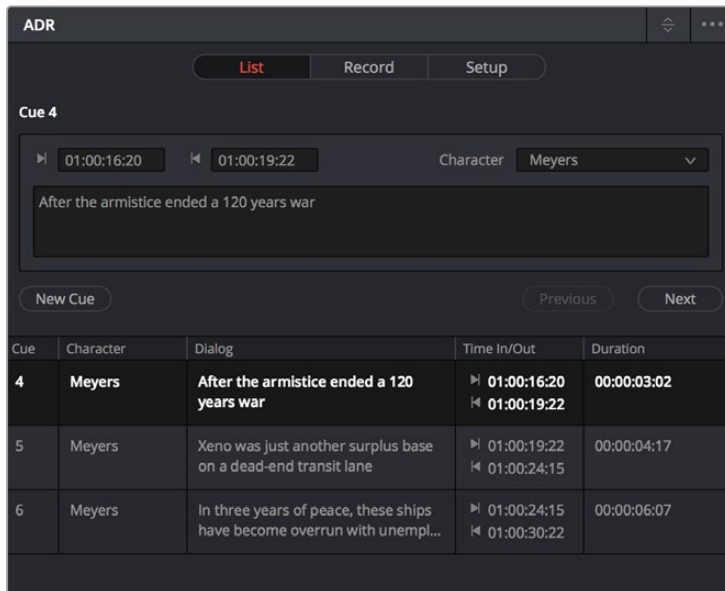 ADR
List Record Setup
Cue 4
01:00:16:20 01:00:19:22 Character Meyers
After the armistice ended a 120 years war
New Cue Previous Next
Cue Character Dialog Time In/Out Duration
4 Meyers After the armistice ended a 120 01:00:16:20 00:00:03:02
years war 01:00:19:22
5 Meyers Xeno was just another surplus base 01:00:19:22 00:00:04:17
on a dead-end transit lane 01:00:24:15
6 Meyers In three years of peace, these ships 01:00:24:15 00:00:06:07
have become overrun with unempl... 01:00:30:22